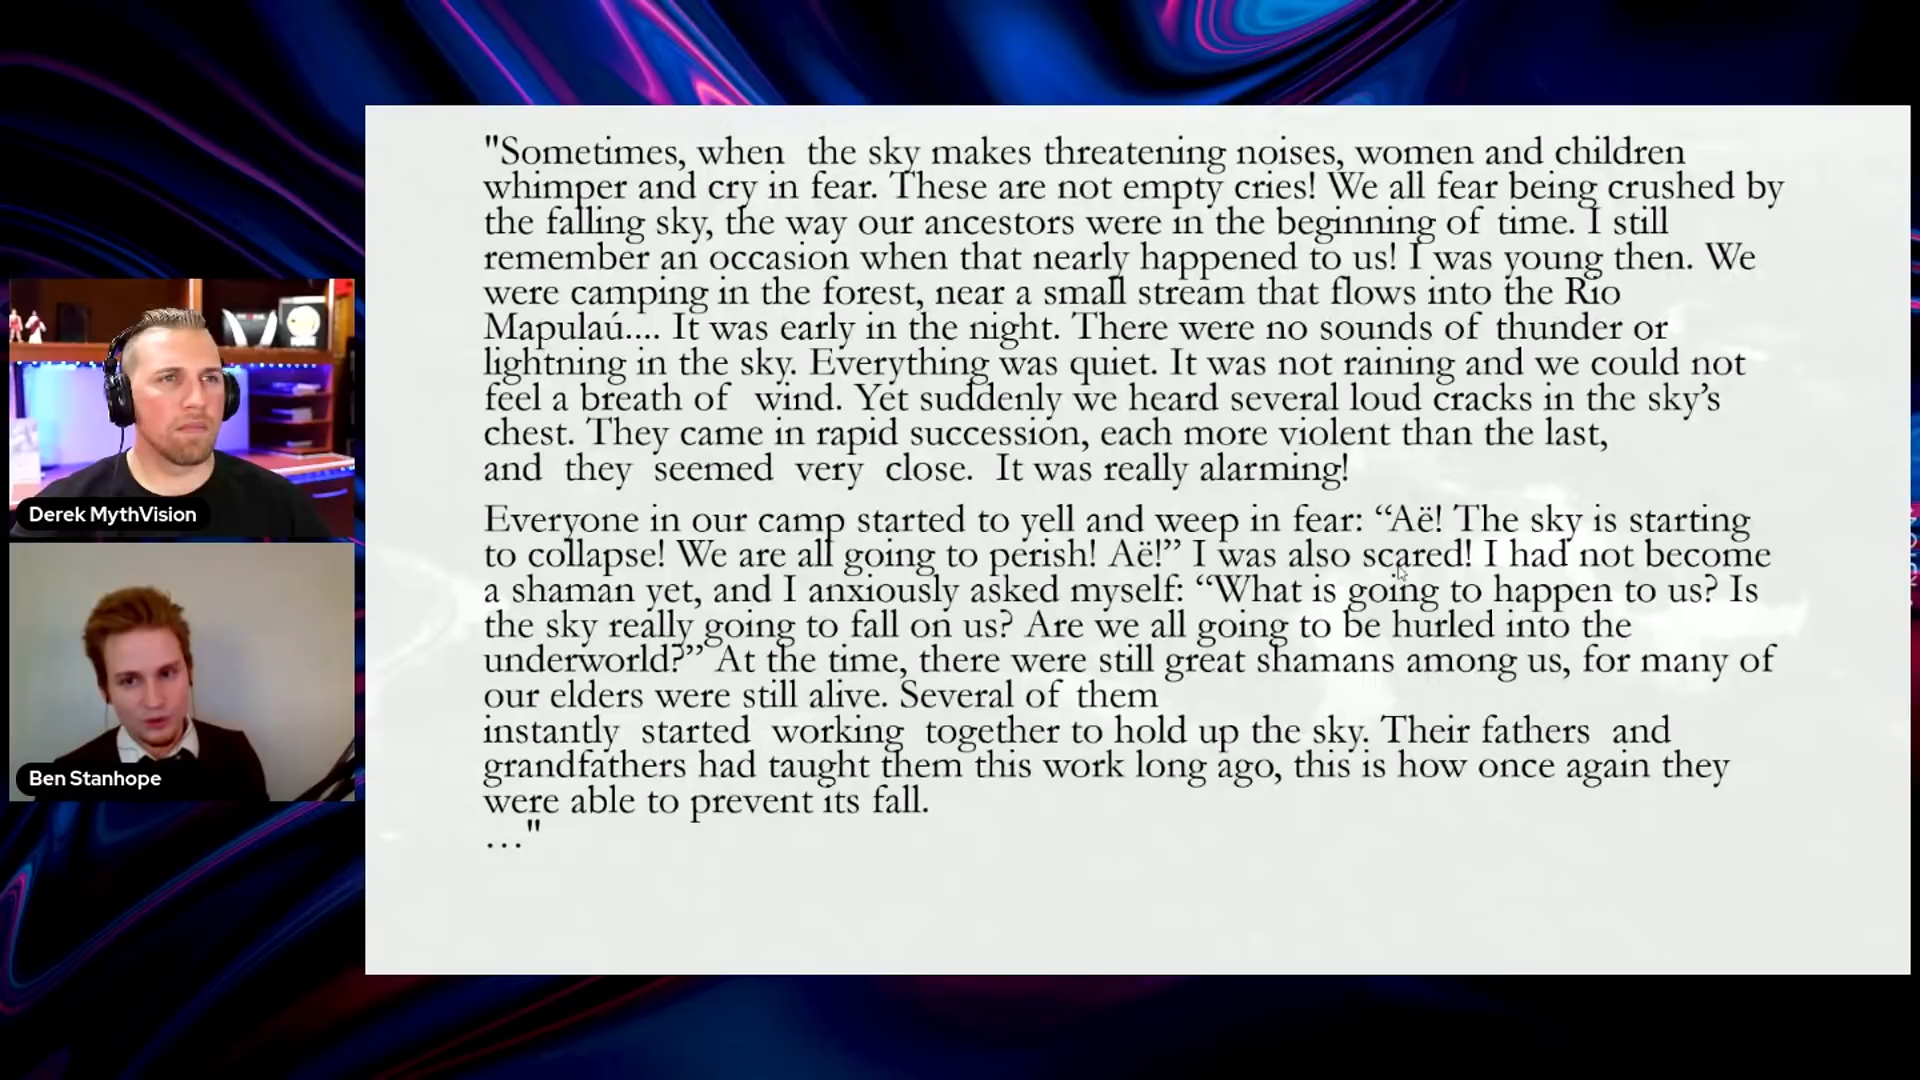 "Sometimes, when the sky makes threatening noises, women and children
whimper and cry in fear. These are not empty cries! We all fear being crushed by
the falling sky, the way our ancestors were in the beginning of time. I still
remember an occasion when that nearly happened to us! I was young then. We
were camping in the forest, near a small stream that flows into the Rio
Mapulaú.... It was early in the night. There were no sounds of thunder or
lightning in the sky. Everything was quiet. It was not raining and we could not
feel a breath of wind. Yet suddenly we heard several loud cracks in the sky’s
chest. They came in rapid succession, each more violent than the last,
and they seemed very close. It was really alarming!
Everyone in our camp started to yell and weep in fear: “Aë! The sky is starting
to collapse! We are all going to perish! Aë!” I was also scared! I had not become
a shaman yet, and I anxiously asked myself: “What is going to happen to us? Is
the sky really going to fall on us? Are we all going to be hurled into the
underworld?” At the time, there were still great shamans among us, for many of
our elders were still alive. Several of them
instantly started working together to hold up the sky. Their fathers and
grandfathers had taught them this work long ago, this is how once again they
were able to prevent its fall.
…"
Derek MythVision
Ben Stanhope